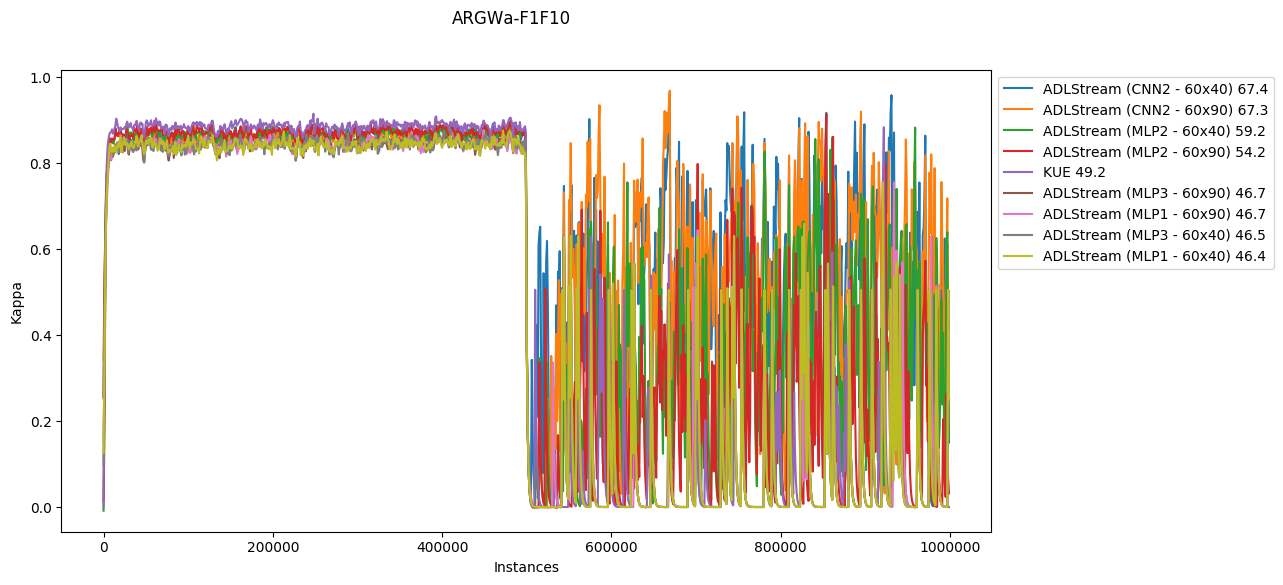 ARGWa-F1F10
1.0
0.8
0.6
0.4
0.2
0.0
Kappa
0
200000
400000
600000
800000
1000000
Instances
ADLStream (CNN2 - 60x40) 67.4
ADLStream (CNN2 - 60x90) 67.3
ADLStream (MLP2 - 60x40) 59.2
ADLStream (MLP2 - 60x90) 54.2
KUE 49.2
ADLStream (MLP3 - 60x90) 46.7
ADLStream (MLP1 - 60x90) 46.7
ADLStream (MLP3 - 60x40) 46.5
ADLStream (MLP1 - 60x40) 46.4